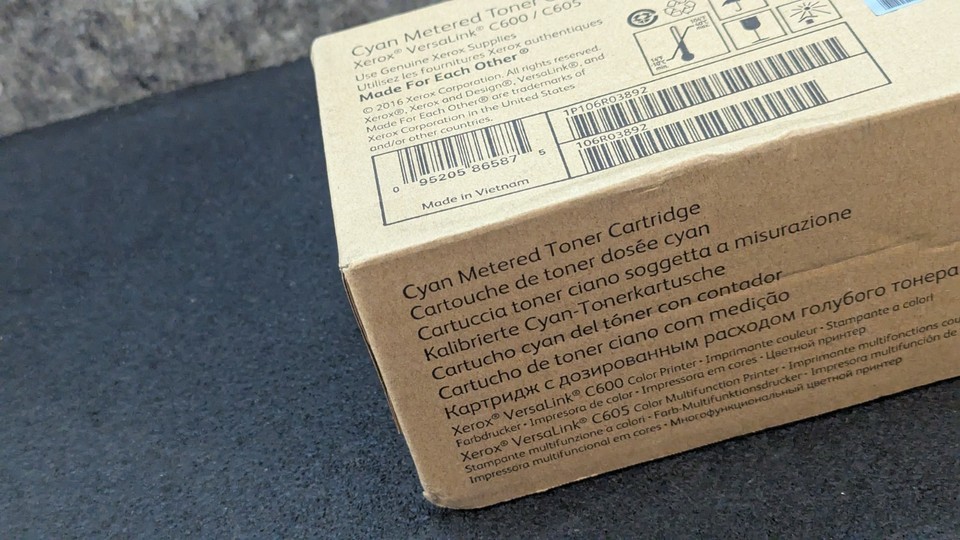 Cyan Metered Toner
Xerox® VersaLink® C600 / C605
Use Genuine Xerox Supplies
Utilisez les fournitures Xerox authentiques
Made For Each Other®
© 2016 Xerox Corporation. All rights reserved.
Xerox®, Xerox and Design®, VersaLink®, and
Made For Each Other® are trademarks of
Xerox Corporation in the United States
and/or other countries.
1P106R03892
106R03892
0 95205 86587 5
Made in Vietnam
Cyan Metered Toner Cartridge
Cartouche de toner dosée cyan
Cartuccia toner ciano soggetta a misurazione
Kalibrierte Cyan-Tonerkartusche
Cartucho cyan del tóner con contador
Cartucho de toner ciano com medição
Картридж с дозированным расходом голубого тонера
Xerox® VersaLink® C600 Color Printer • Imprimante couleur • Stampante a colori
Farbdrucker • Impresora de color • Impressora em cores • Цветной принтер
Xerox® VersaLink® C605 Color Multifunction Printer • Imprimante multifonctions
Stampante multifunzione a colori • Farb-Multifunktionsdrucker • Impresora multifunción de
Impressora multifuncional em cores • Многофункциональный цветной принтер